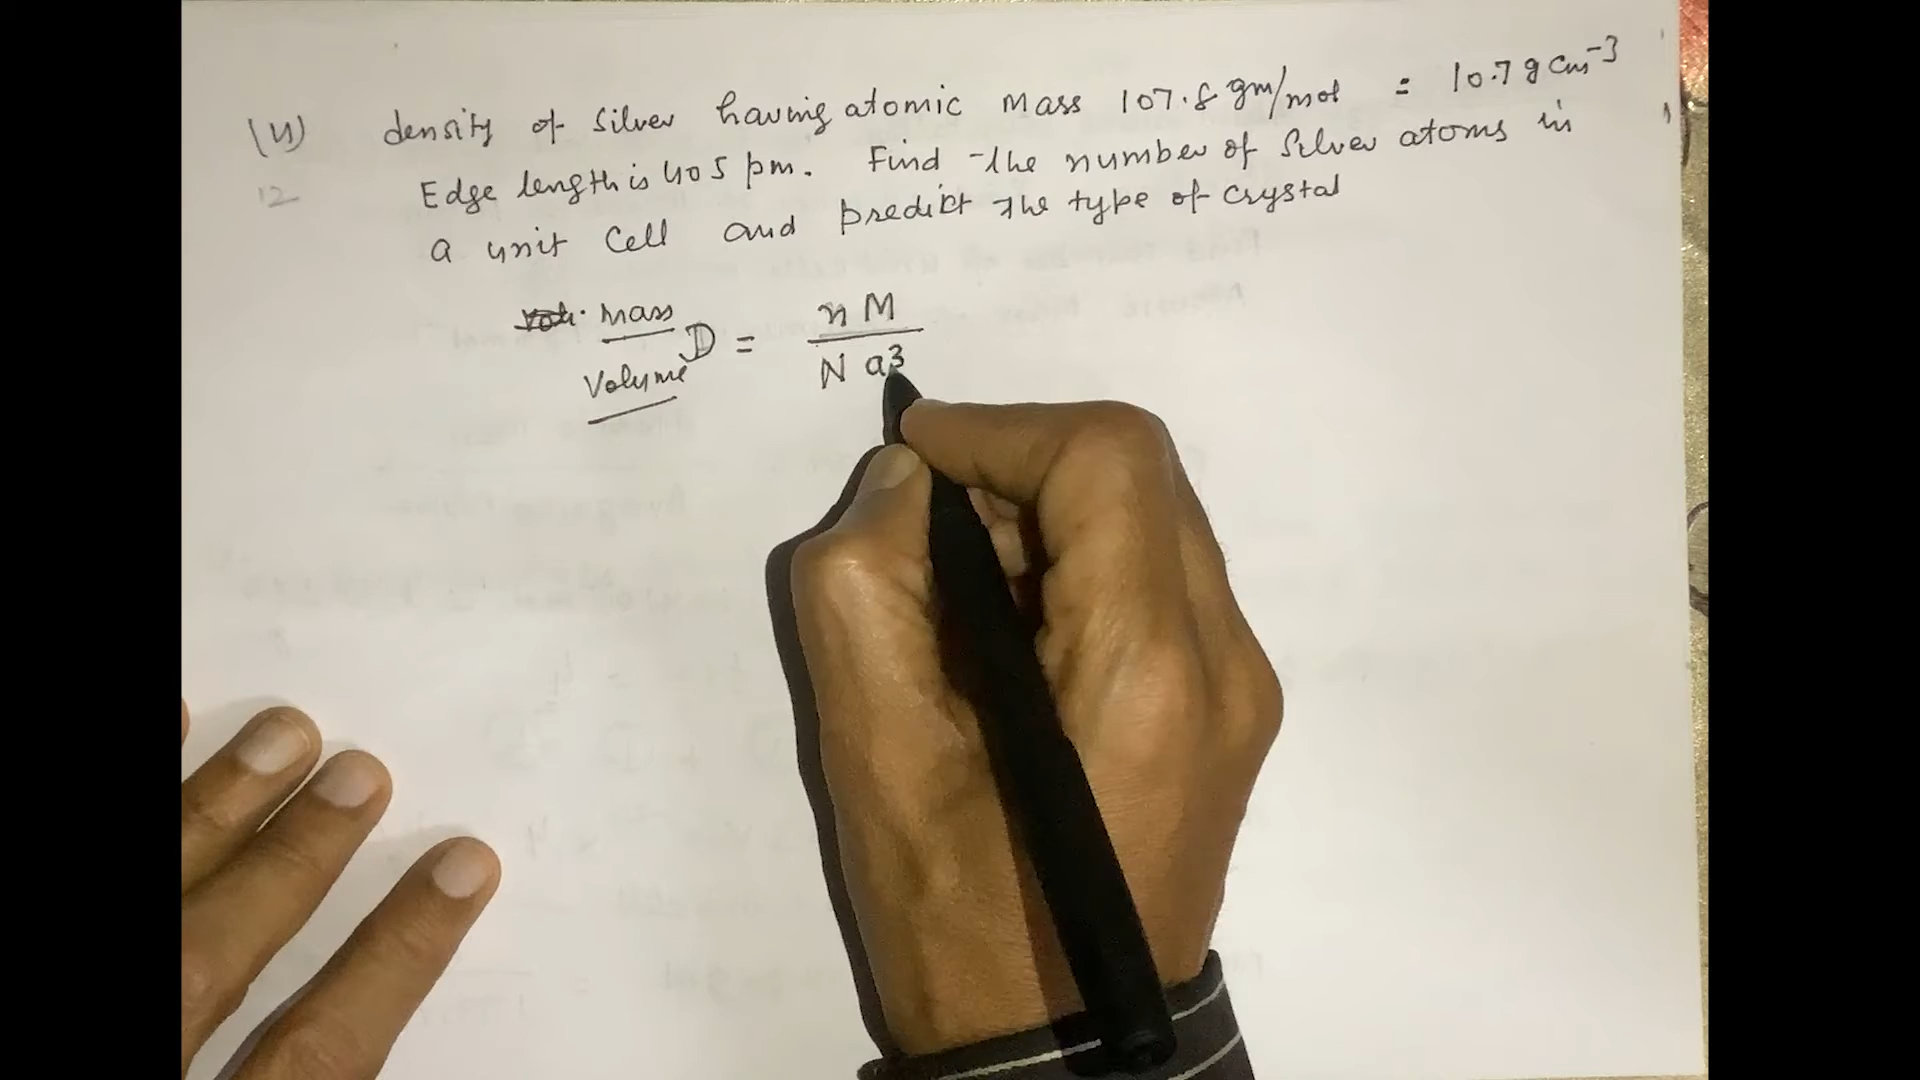 (4) density of silver having atomic mass 107.8 gm/mol = 10.7 g cm⁻³
12 Edge length is 405 pm. Find the number of silver atoms in
a unit cell and predict the type of crystal
mass n M
D =
Volume N a³